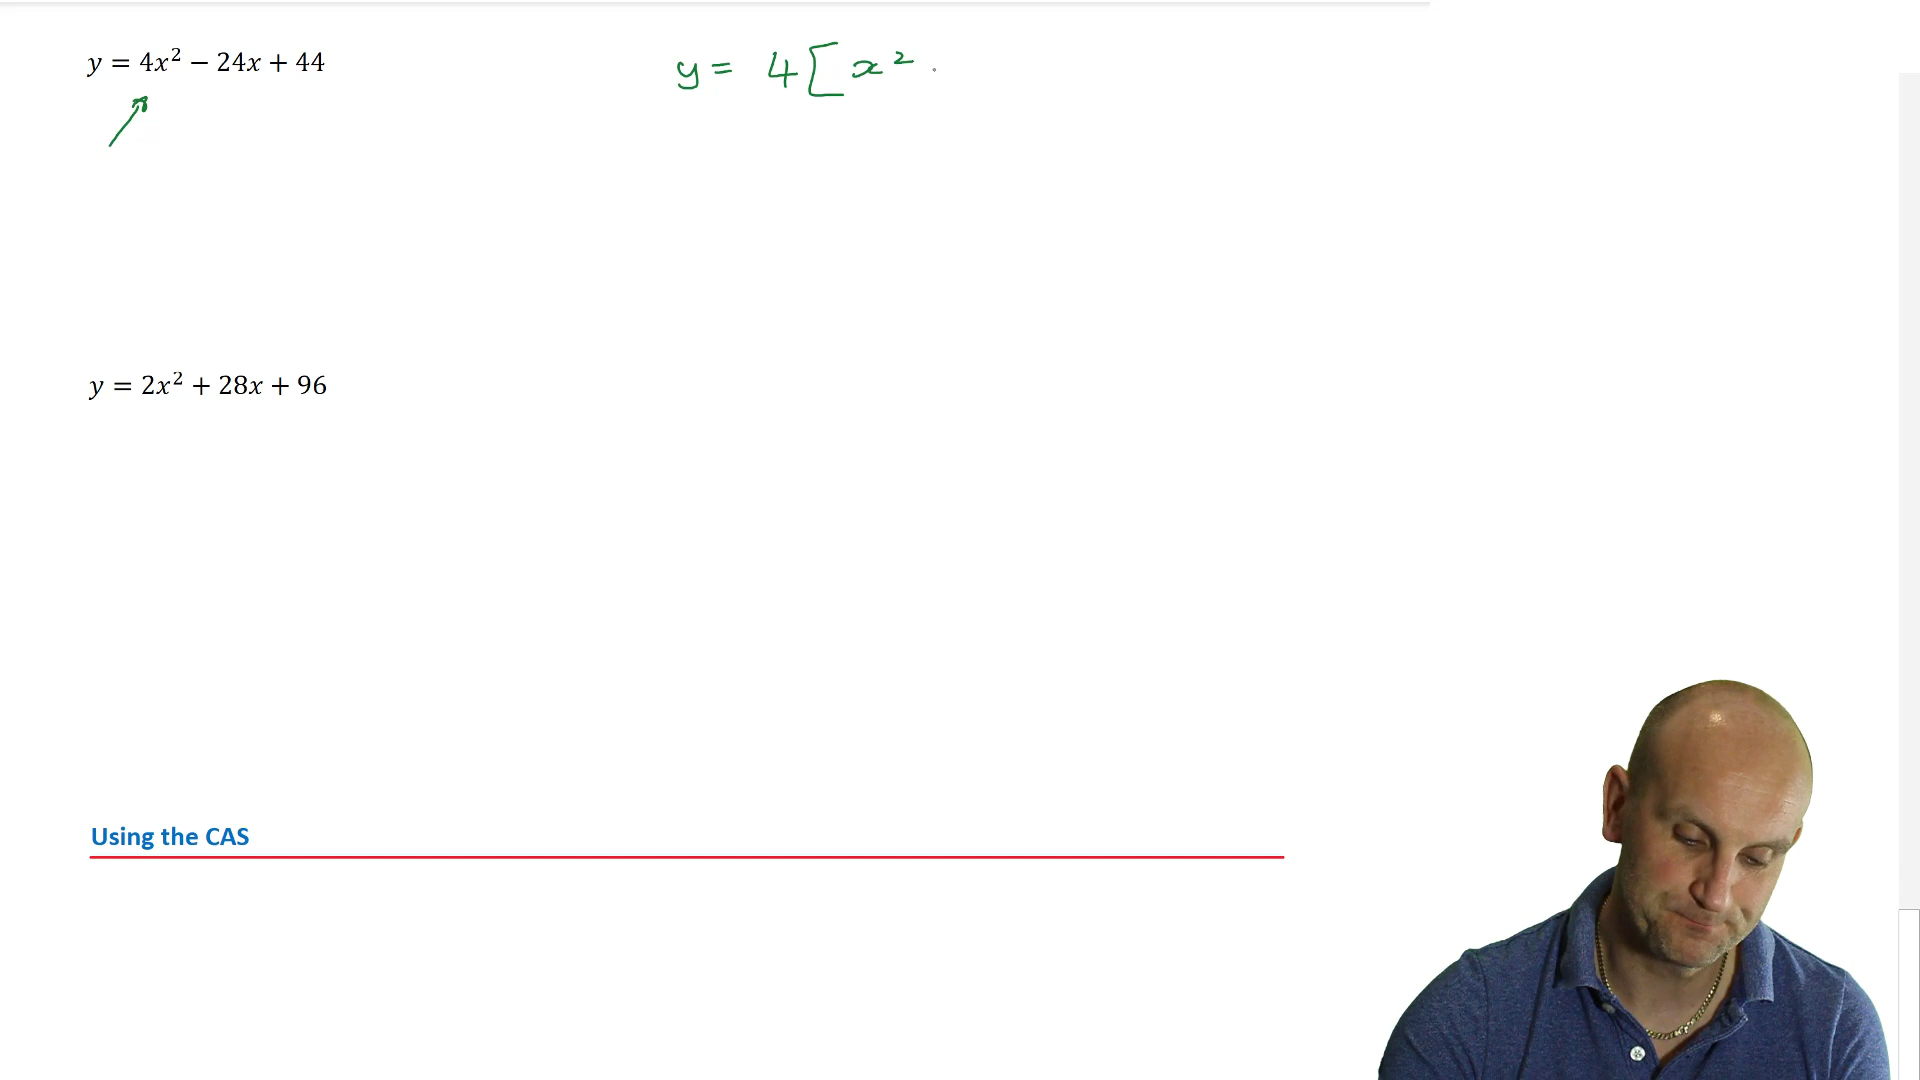 y = 4x² − 24x + 44
y = 4[x²
y = 2x² + 28x + 96
Using the CAS